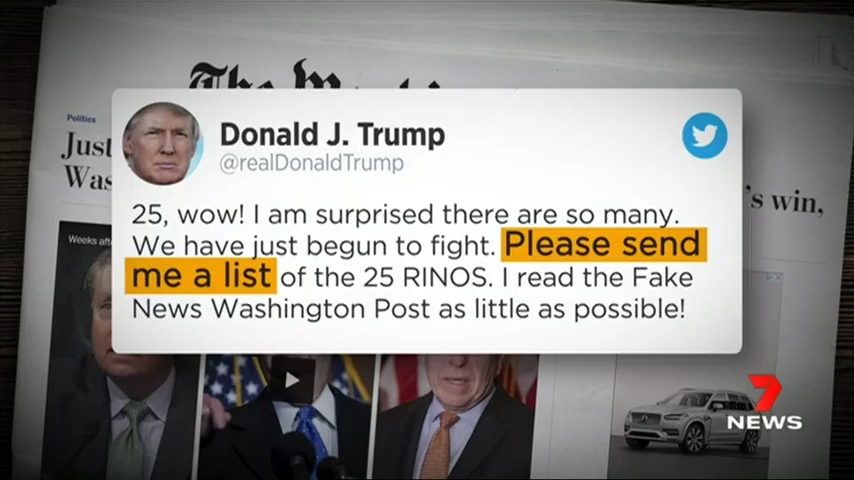 The
Politics
Just
Was
's win,
Weeks
Donald J. Trump
@realDonaldTrump
25, wow! I am surprised there are so many.
We have just begun to fight. Please send
me a list of the 25 RINOS. I read the Fake
News Washington Post as little as possible!
7
NEWS